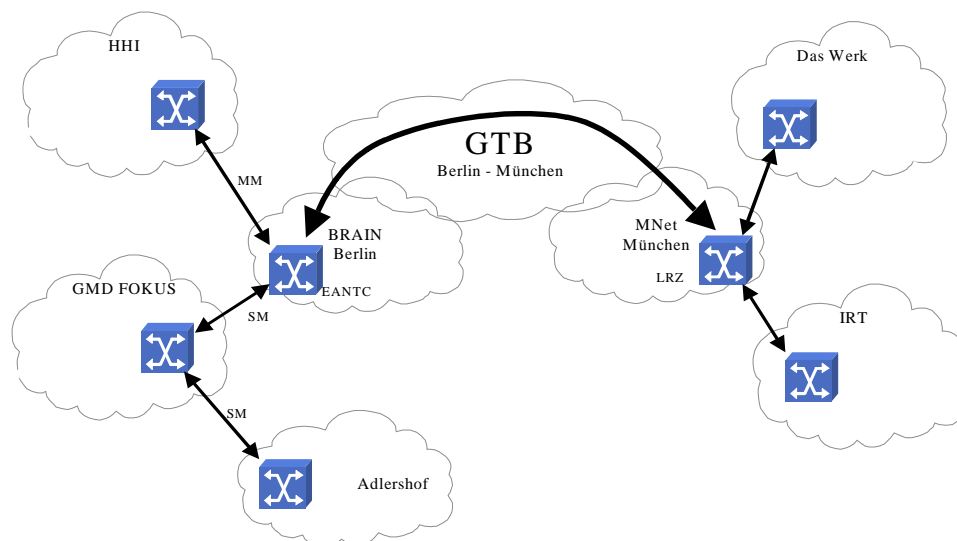 HHI
Das Werk
GTB
Berlin - München
MM
BRAIN
Berlin
MNet
München
LRZ
EANTC
GMD FOKUS
SM
IRT
SM
Adlershof